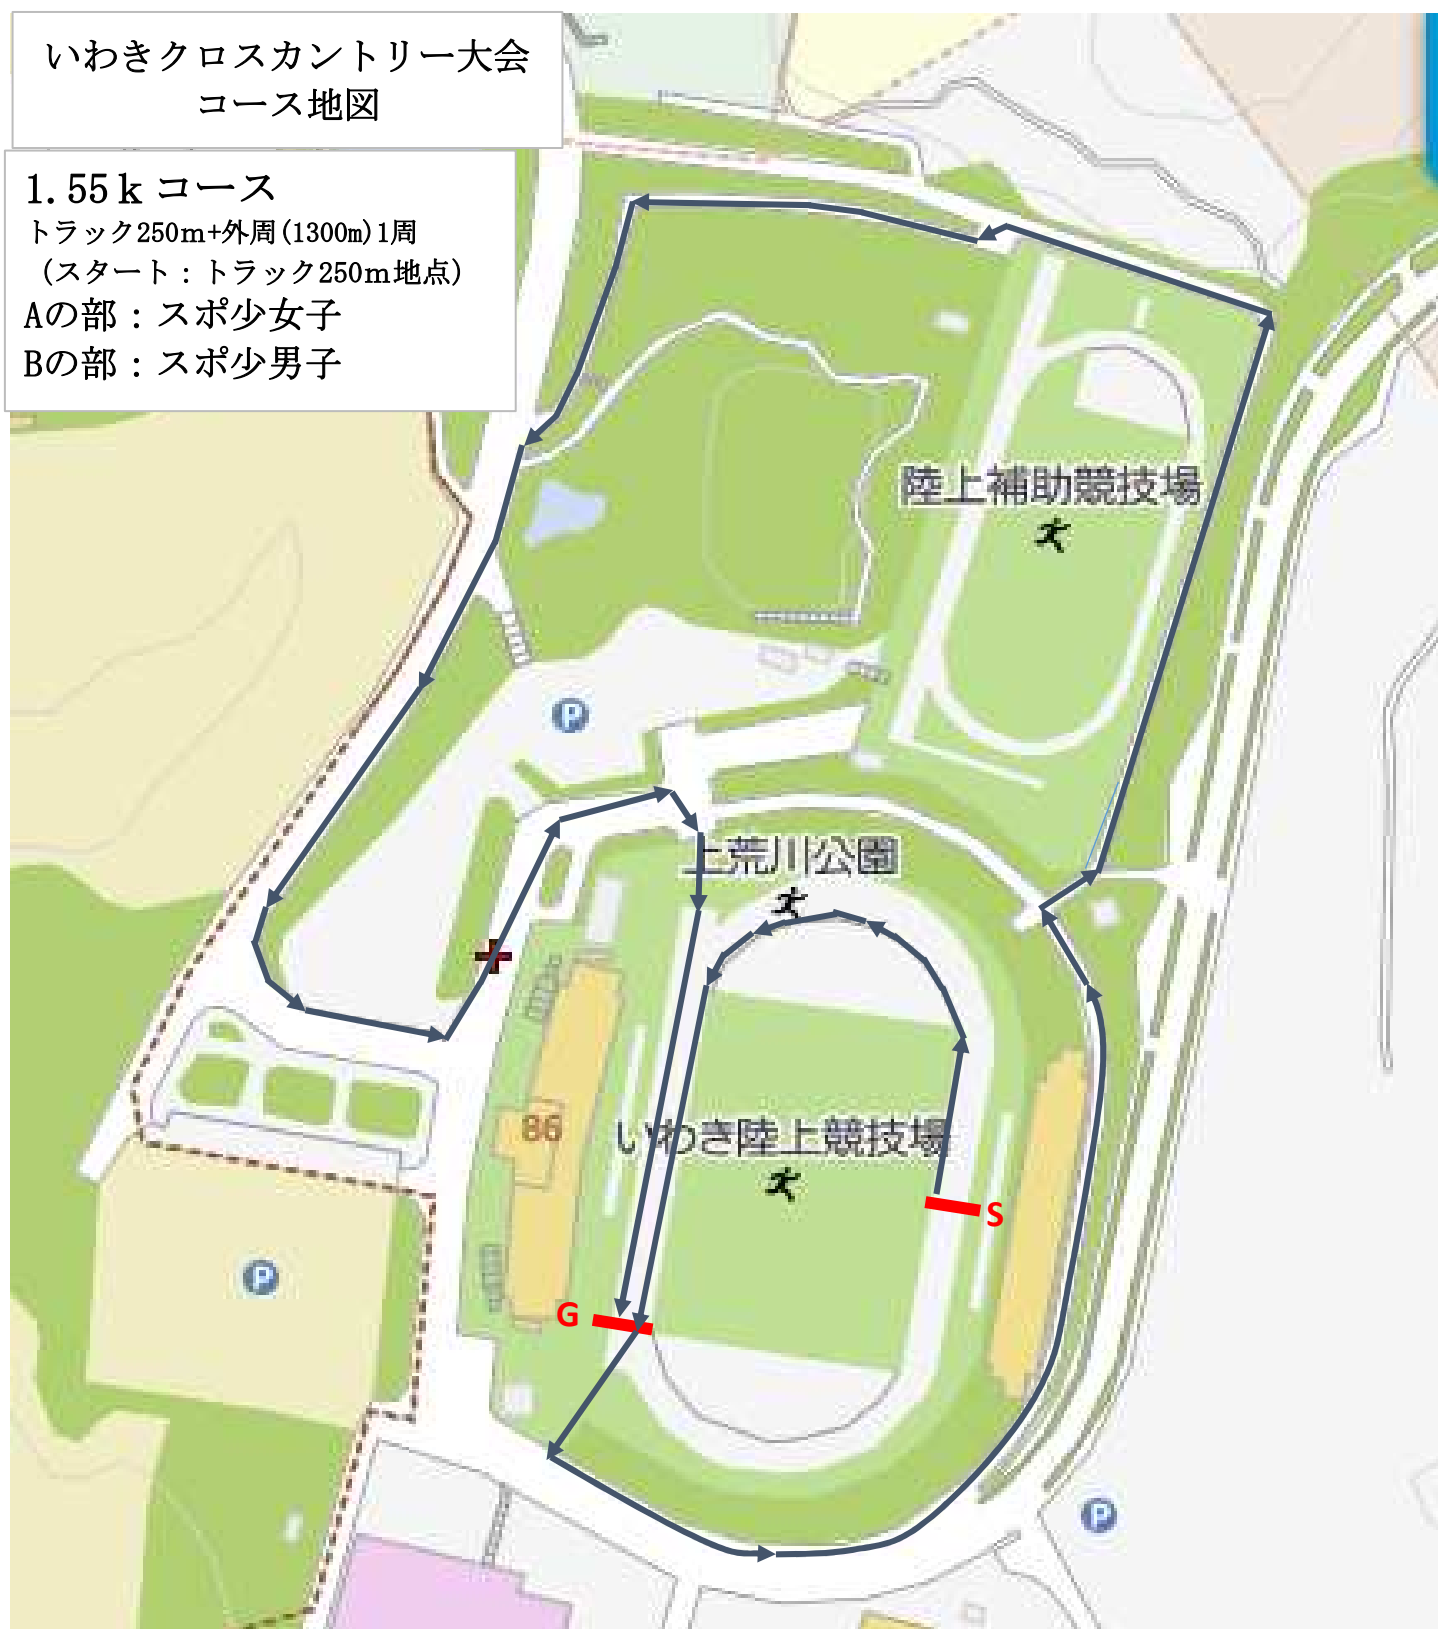 いわきクロスカントリー大会
コース地図
1.55ｋコース
トラック250ｍ+外周(1300m)1周
（スタート：トラック250ｍ地点）
Aの部：スポ少女子
Bの部：スポ少男子
陸上補助競技場
P
上荒川公園
86
いわき陸上競技場
S
P
G
P